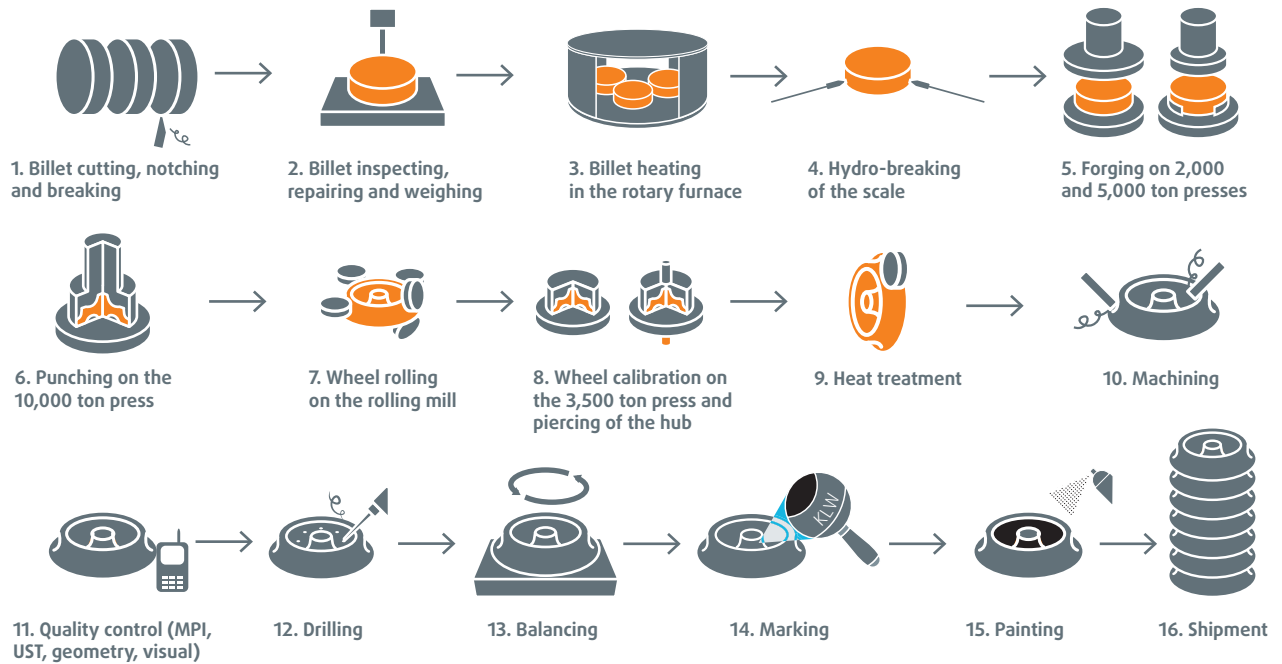 1. Billet cutting, notching
and breaking
2. Billet inspecting,
repairing and weighing
3. Billet heating
in the rotary furnace
4. Hydro-breaking
of the scale
5. Forging on 2,000
and 5,000 ton presses
6. Punching on the
10,000 ton press
7. Wheel rolling
on the rolling mill
8. Wheel calibration on
the 3,500 ton press and
piercing of the hub
9. Heat treatment
10. Machining
KLW
11. Quality control (MPI,
UST, geometry, visual)
12. Drilling
13. Balancing
14. Marking
15. Painting
16. Shipment